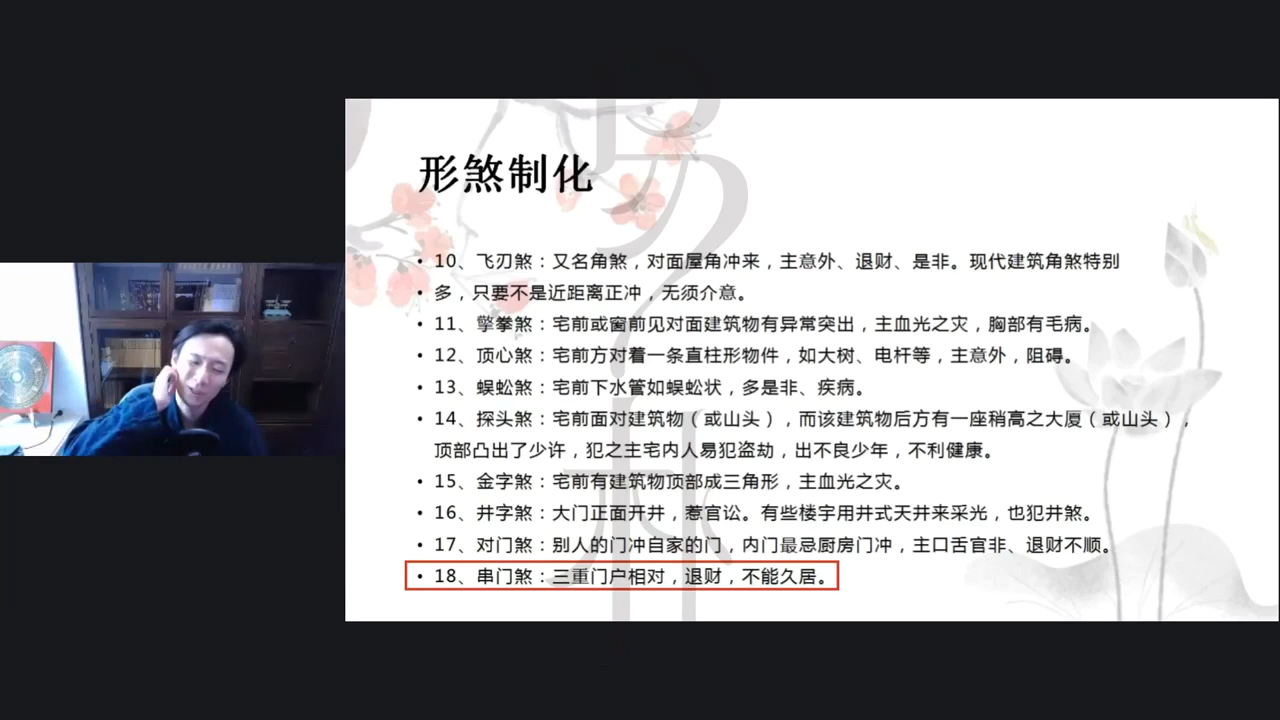 形煞制化
• 10、飞刃煞：又名角煞，对面屋角冲来，主意外、退财、是非。现代建筑角煞特别
• 多，只要不是近距离正冲，无须介意。
• 11、擎拳煞：宅前或窗前见对面建筑物有异常突出，主血光之灾，胸部有毛病。
• 12、顶心煞：宅前方对着一条直柱形物件，如大树、电杆等，主意外，阻碍。
• 13、蜈蚣煞：宅前下水管如蜈蚣状，多是非、疾病。
• 14、探头煞：宅前面对建筑物（或山头），而该建筑物后方有一座稍高之大厦（或山头），
顶部凸出了少许，犯之主宅内人易犯盗劫，出不良少年，不利健康。
• 15、金字煞：宅前有建筑物顶部成三角形，主血光之灾。
• 16、井字煞：大门正面开井，惹官讼。有些楼宇用井式天井来采光，也犯井煞。
• 17、对门煞：别人的门冲自家的门，内门最忌厨房门冲，主口舌官非、退财不顺。
• 18、串门煞：三重门户相对，退财，不能久居。